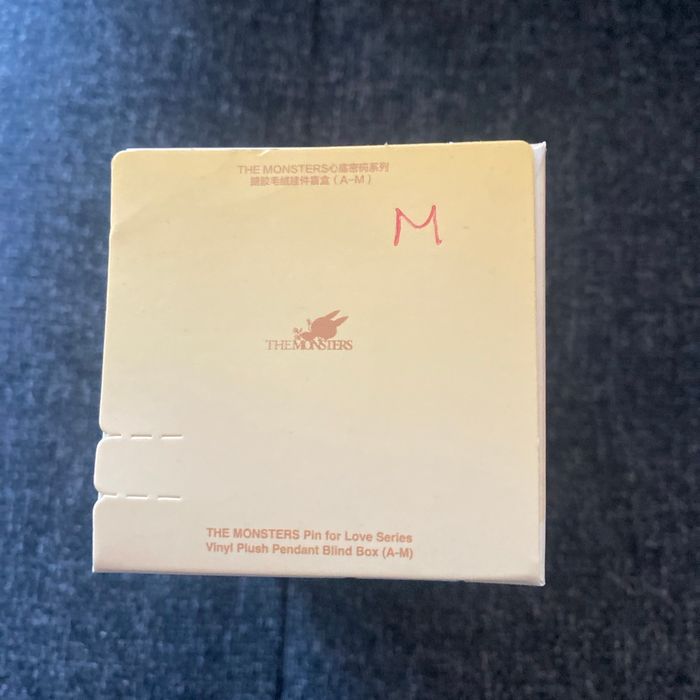 THE MONSTERS心底密码系列
搪胶毛绒挂件盲盒（A-M）
M
THE MONSTERS
THE MONSTERS Pin for Love Series
Vinyl Plush Pendant Blind Box (A-M)